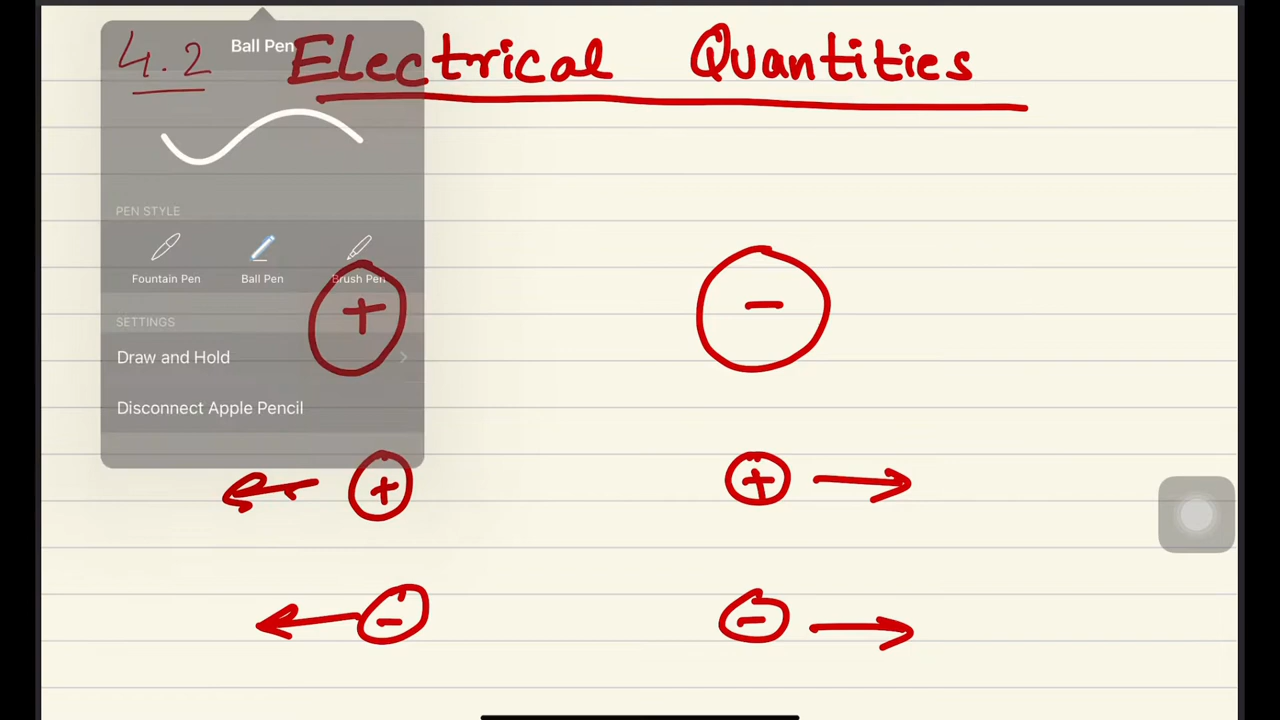 4.2 Electrical Quantities
Ball Pen
PEN STYLE
Fountain Pen Ball Pen Brush Pen
+ -
SETTINGS
Draw and Hold
Disconnect Apple Pencil
+ +
- -